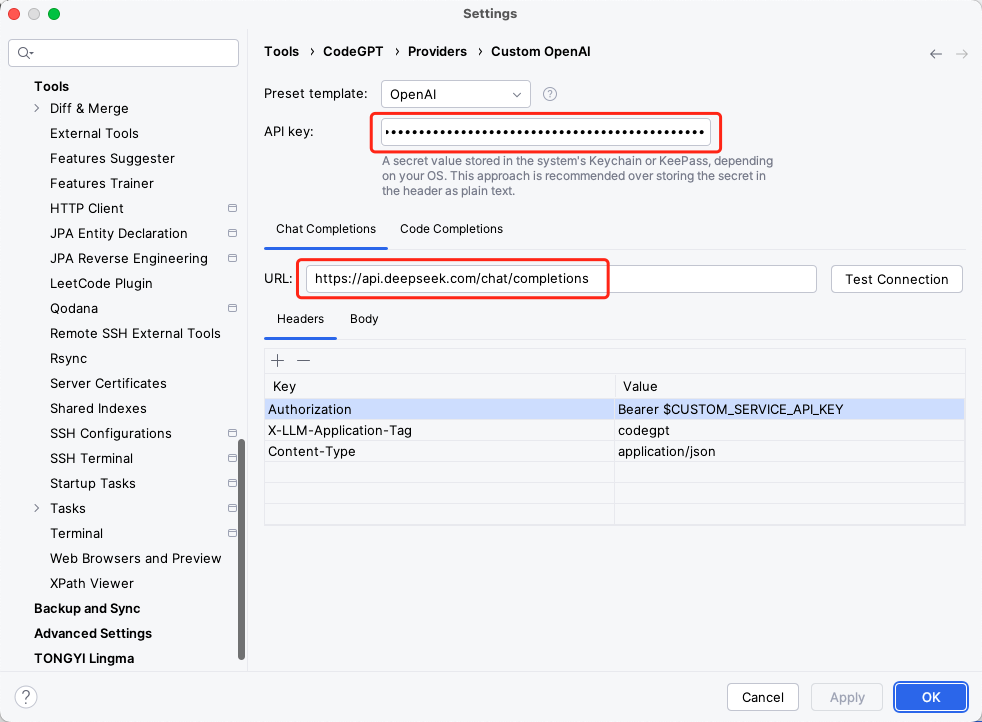 Settings
Tools
Diff & Merge
External Tools
Features Suggester
Features Trainer
HTTP Client
JPA Entity Declaration
JPA Reverse Engineering
LeetCode Plugin
Qodana
Remote SSH External Tools
Rsync
Server Certificates
Shared Indexes
SSH Configurations
SSH Terminal
Startup Tasks
Tasks
Terminal
Web Browsers and Preview
XPath Viewer
Backup and Sync
Advanced Settings
TONGYI Lingma
Tools › CodeGPT › Providers › Custom OpenAI
Preset template: OpenAI ?
API key: ••••••••••••••••••••••••••••••••••••••••••••••••
A secret value stored in the system's Keychain or KeePass, depending
on your OS. This approach is recommended over storing the secret in
the header as plain text.
Chat Completions Code Completions
URL: https://api.deepseek.com/chat/completions Test Connection
Headers Body
Key Value
Authorization Bearer $CUSTOM_SERVICE_API_KEY
X-LLM-Application-Tag codegpt
Content-Type application/json
? Cancel Apply OK